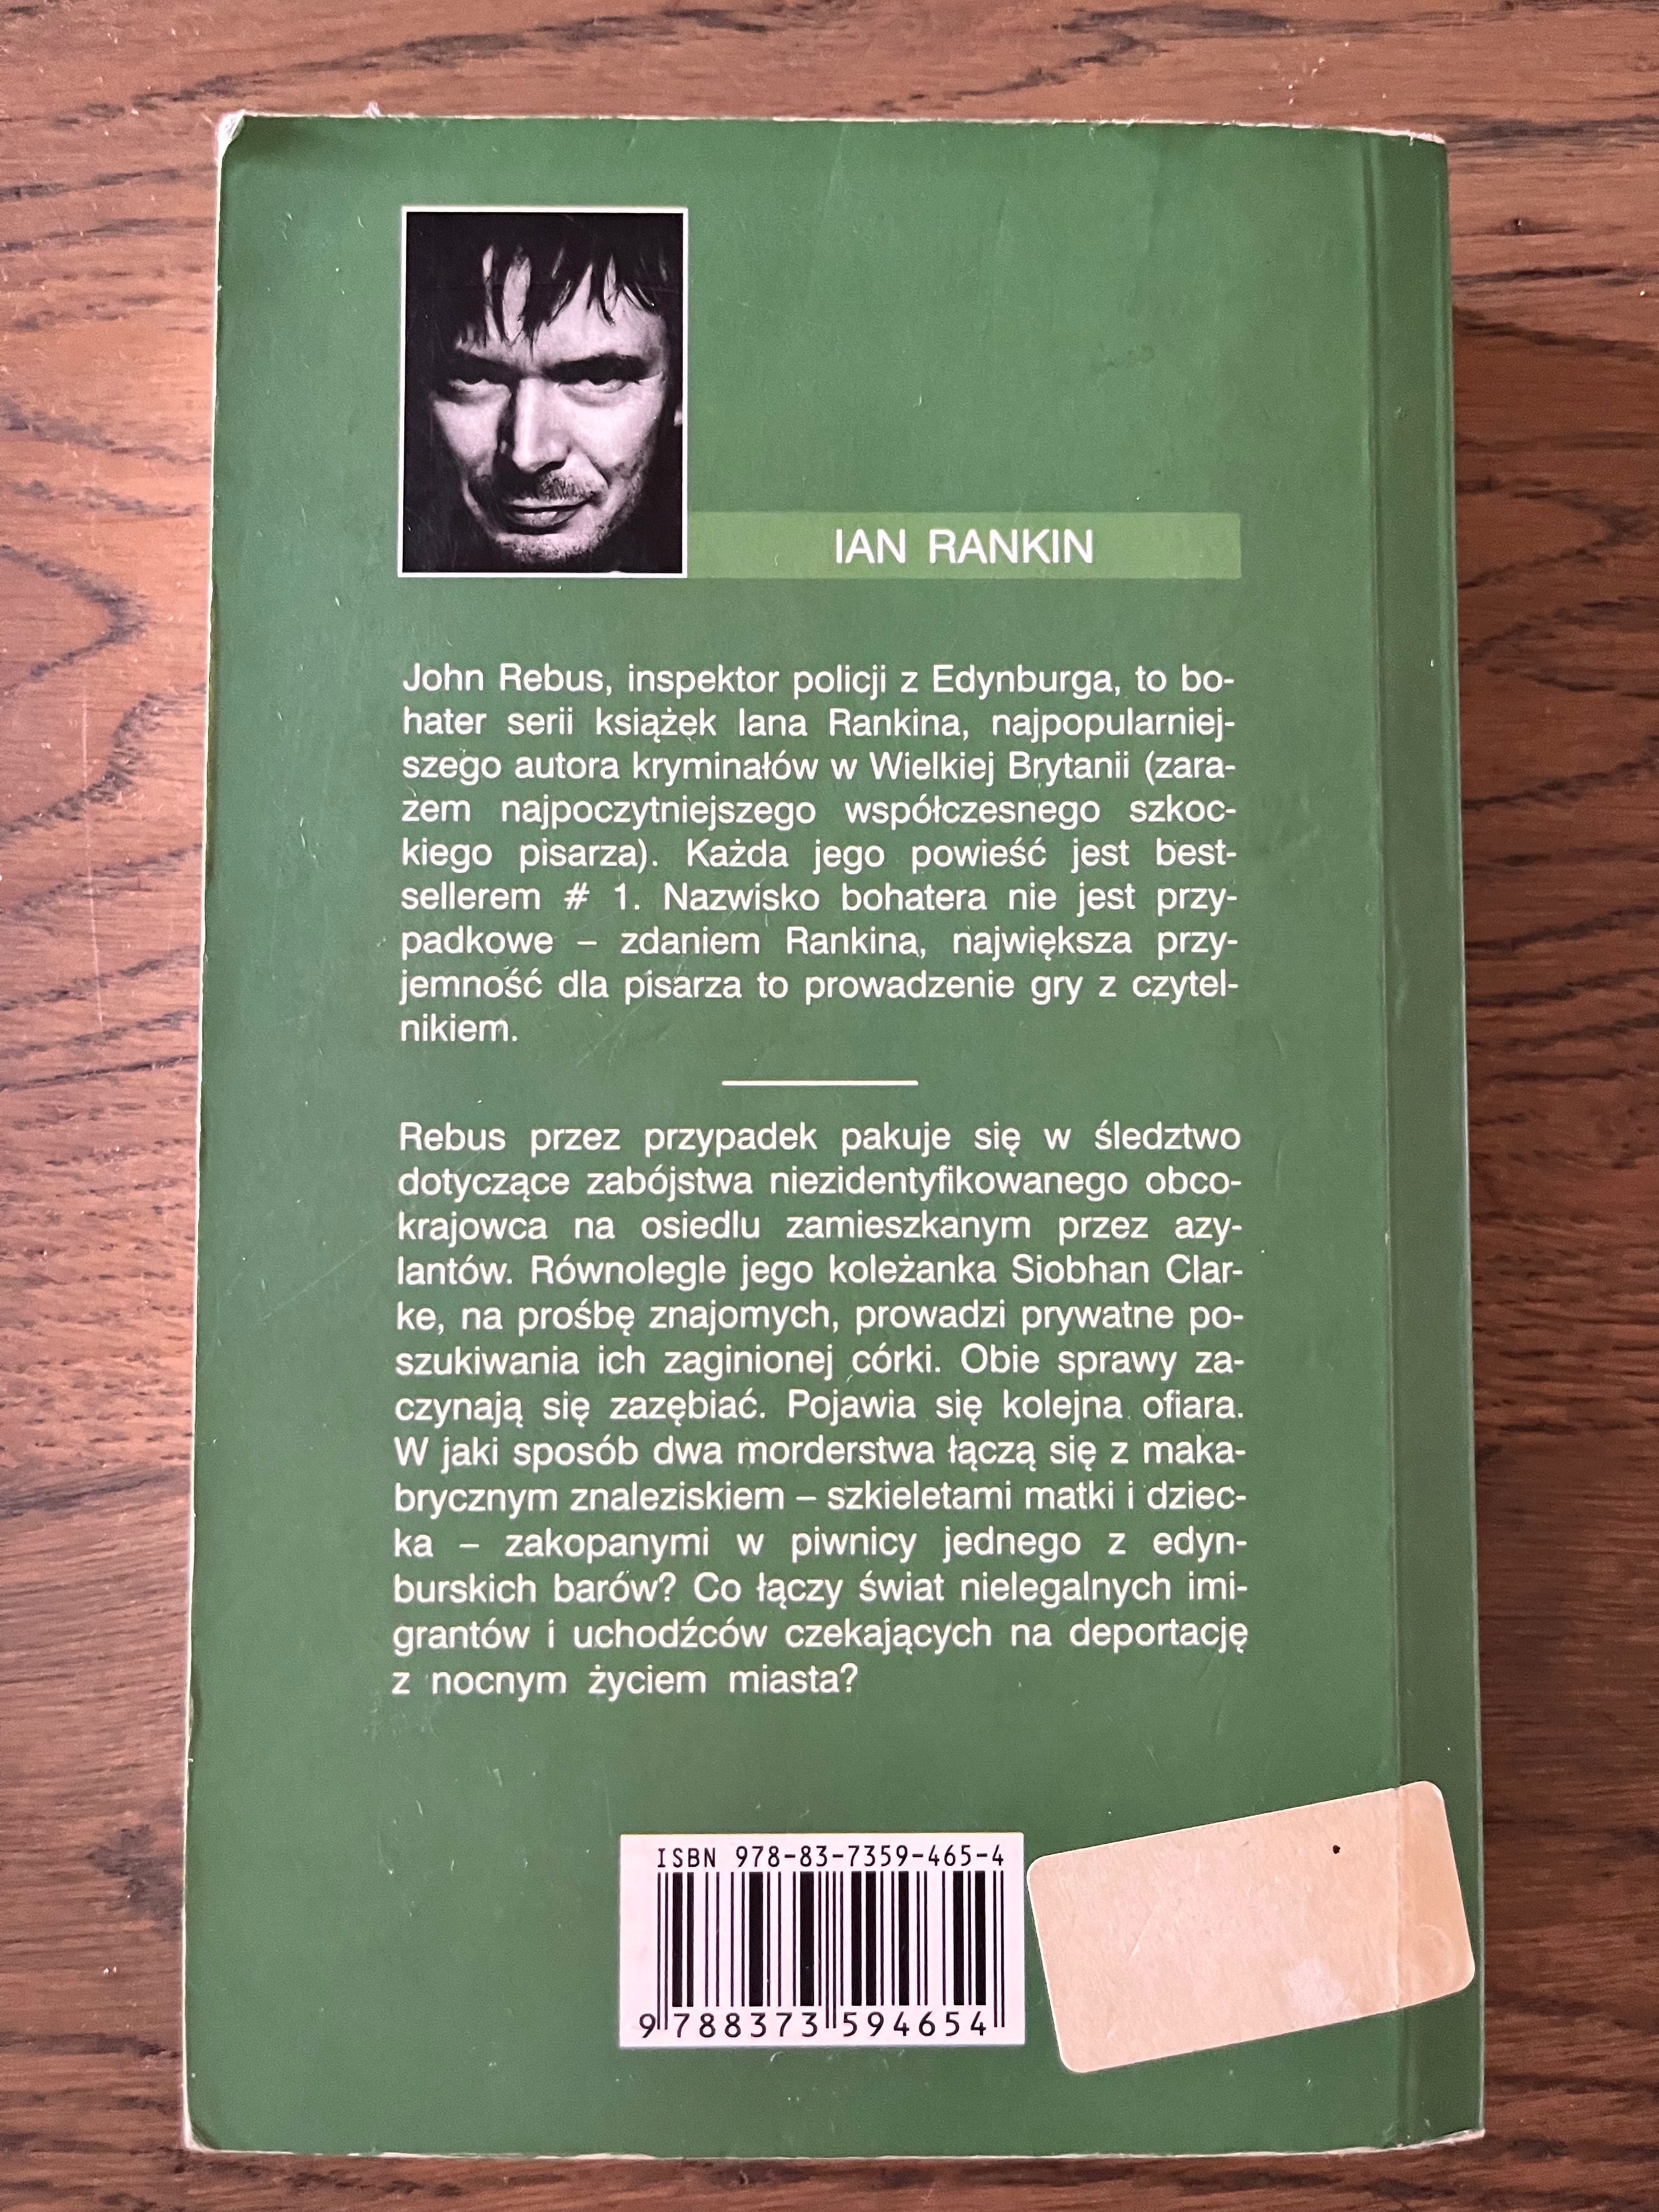 IAN RANKIN
John Rebus, inspektor policji z Edynburga, to bo-
hater serii książek Iana Rankina, najpopularniej-
szego autora kryminałów w Wielkiej Brytanii (zara-
zem najpoczytniejszego współczesnego szkoc-
kiego pisarza). Każda jego powieść jest best-
sellerem # 1. Nazwisko bohatera nie jest przy-
padkowe – zdaniem Rankina, największa przy-
jemność dla pisarza to prowadzenie gry z czytel-
nikiem.
Rebus przez przypadek pakuje się w śledztwo
dotyczące zabójstwa niezidentyfikowanego obco-
krajowca na osiedlu zamieszkanym przez azy-
lantów. Równolegle jego koleżanka Siobhan Clar-
ke, na prośbę znajomych, prowadzi prywatne po-
szukiwania ich zaginionej córki. Obie sprawy za-
czynają się zazębiać. Pojawia się kolejna ofiara.
W jaki sposób dwa morderstwa łączą się z maka-
brycznym znaleziskiem – szkieletami matki i dziec-
ka – zakopanymi w piwnicy jednego z edyn-
burskich barów? Co łączy świat nielegalnych imi-
grantów i uchodźców czekających na deportację
z nocnym życiem miasta?
ISBN 978-83-7359-465-4
9 788373 594654